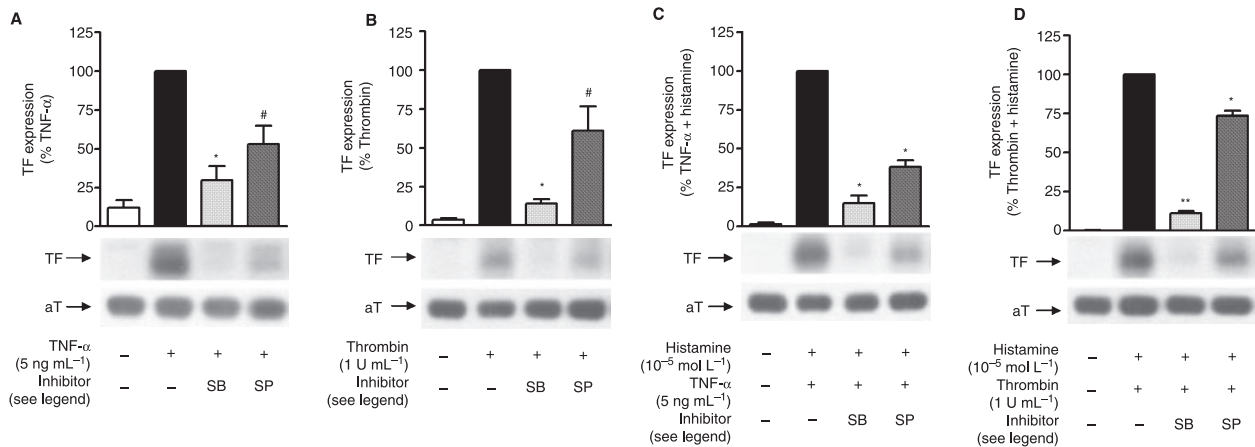 A
TF expression
(% TNF-α)
125
100
75
50
25
0
*
#
TF
aT
TNF-α
(5 ng mL–1)
– + + +
Inhibitor
(see legend)
– – SB SP
B
TF expression
(% Thrombin)
125
100
75
50
25
0
*
#
TF
aT
Thrombin
(1 U mL–1)
– + + +
Inhibitor
(see legend)
– – SB SP
C
TF expression
(% TNF-α + histamine)
125
100
75
50
25
0
*
*
TF
aT
Histamine
(10–5 mol L–1)
– + + +
TNF-α
(5 ng mL–1)
– + + +
Inhibitor
(see legend)
– – SB SP
D
TF expression
(% Thrombin + histamine)
125
100
75
50
25
0
**
*
TF
aT
Histamine
(10–5 mol L–1)
– + + +
Thrombin
(1 U mL–1)
– + + +
Inhibitor
(see legend)
– – SB SP